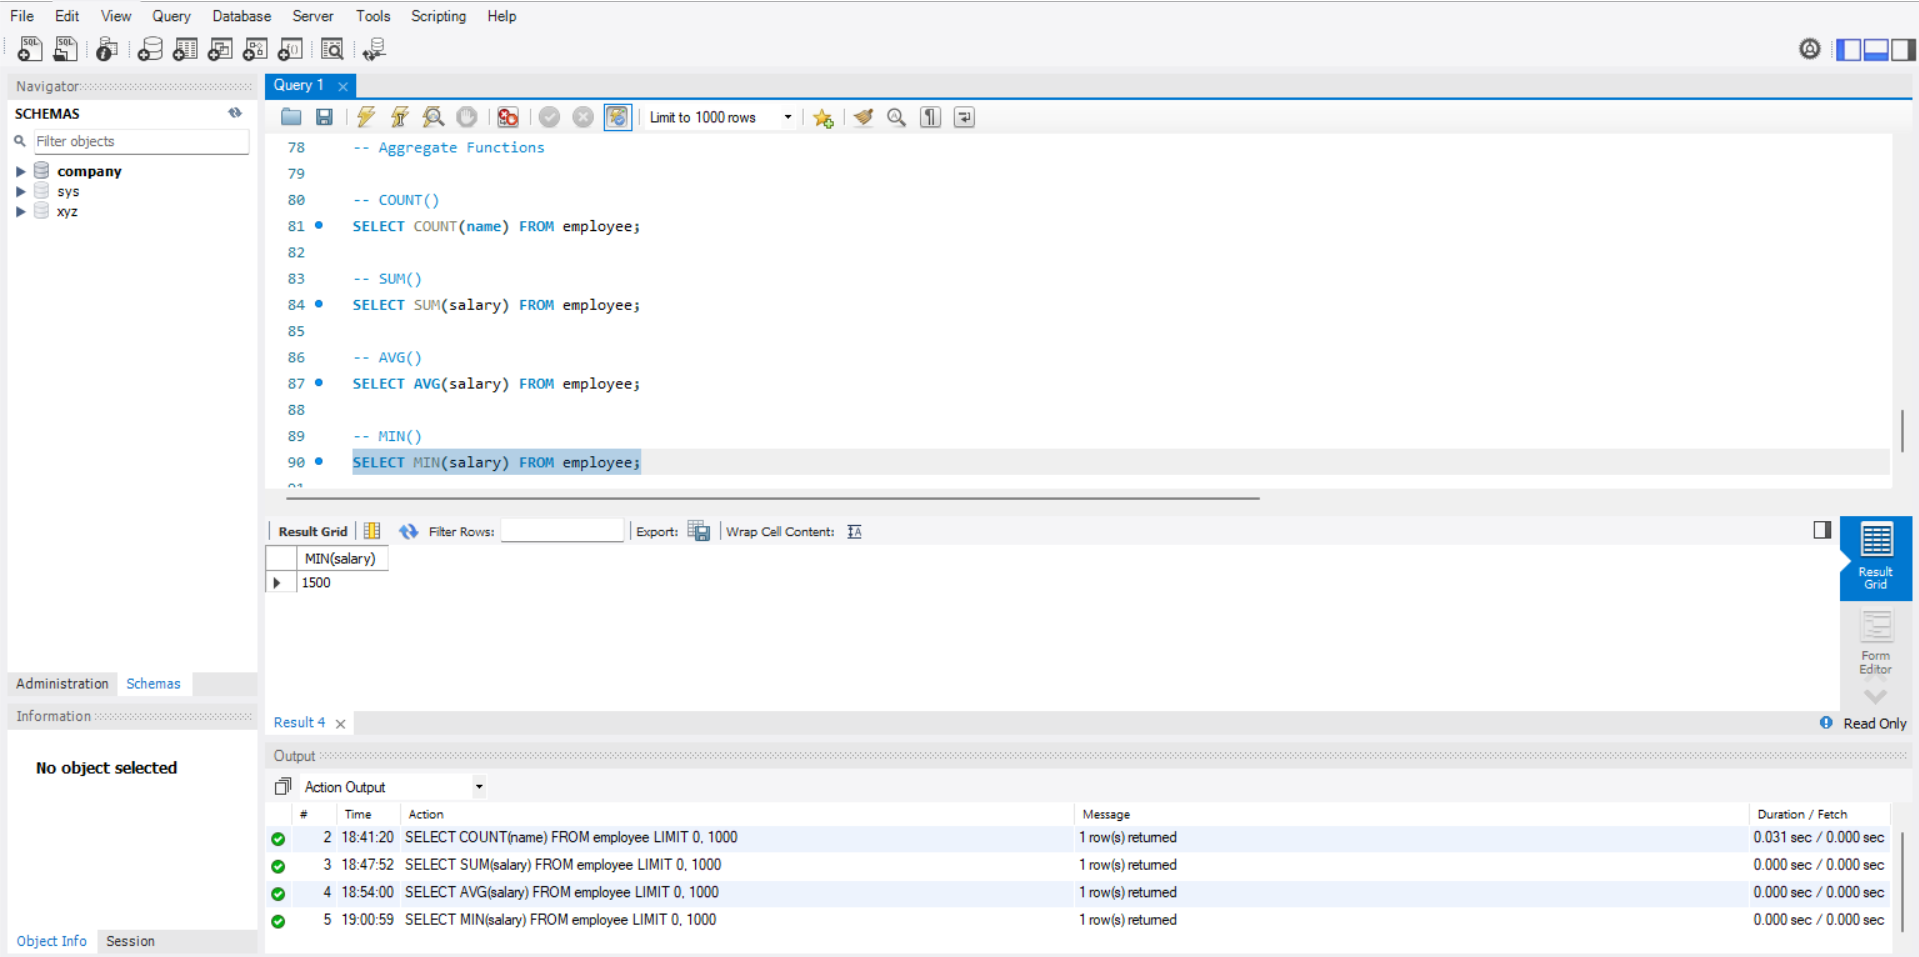 File Edit View Query Database Server Tools Scripting Help
Navigator
SCHEMAS
Filter objects
company
sys
xyz
Administration Schemas
Information
No object selected
Object Info Session
Query 1
Limit to 1000 rows
78 -- Aggregate Functions
79
80 -- COUNT()
81 SELECT COUNT(name) FROM employee;
82
83 -- SUM()
84 SELECT SUM(salary) FROM employee;
85
86 -- AVG()
87 SELECT AVG(salary) FROM employee;
88
89 -- MIN()
90 SELECT MIN(salary) FROM employee;
91
Result Grid Filter Rows: Export: Wrap Cell Content:
MIN(salary)
1500
Result
Grid
Form
Editor
Result 4 Read Only
Output
Action Output
# Time Action Message Duration / Fetch
2 18:41:20 SELECT COUNT(name) FROM employee LIMIT 0, 1000 1 row(s) returned 0.031 sec / 0.000 sec
3 18:47:52 SELECT SUM(salary) FROM employee LIMIT 0, 1000 1 row(s) returned 0.000 sec / 0.000 sec
4 18:54:00 SELECT AVG(salary) FROM employee LIMIT 0, 1000 1 row(s) returned 0.000 sec / 0.000 sec
5 19:00:59 SELECT MIN(salary) FROM employee LIMIT 0, 1000 1 row(s) returned 0.000 sec / 0.000 sec